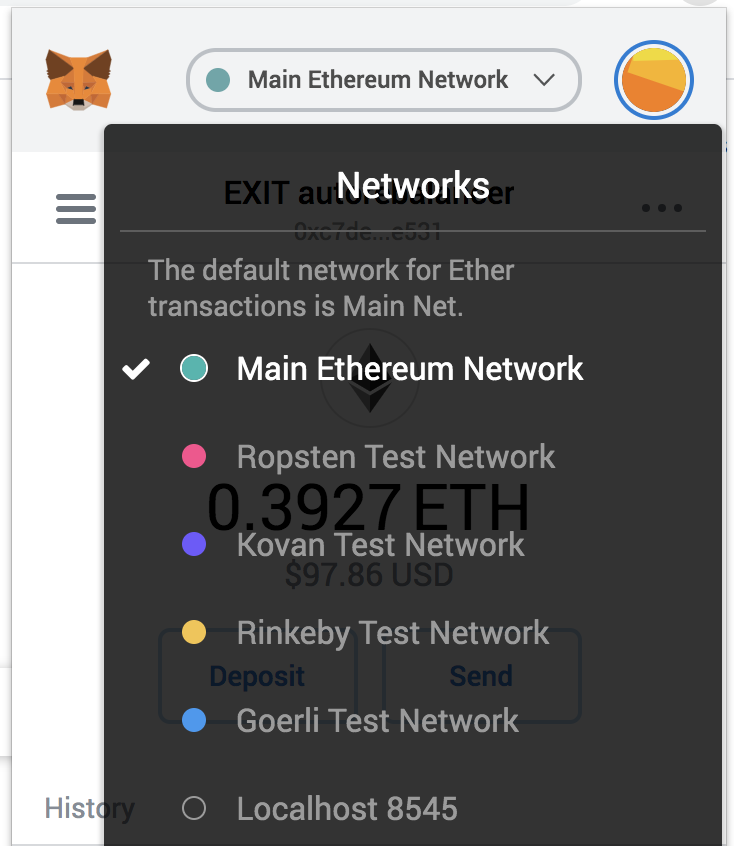 Main Ethereum Network
Networks
EXIT autorebalancer
0xc7de...e531
The default network for Ether
transactions is Main Net.
Main Ethereum Network
Ropsten Test Network
0.3927 ETH
Kovan Test Network
$97.86 USD
Rinkeby Test Network
Deposit
Send
Goerli Test Network
History
Localhost 8545